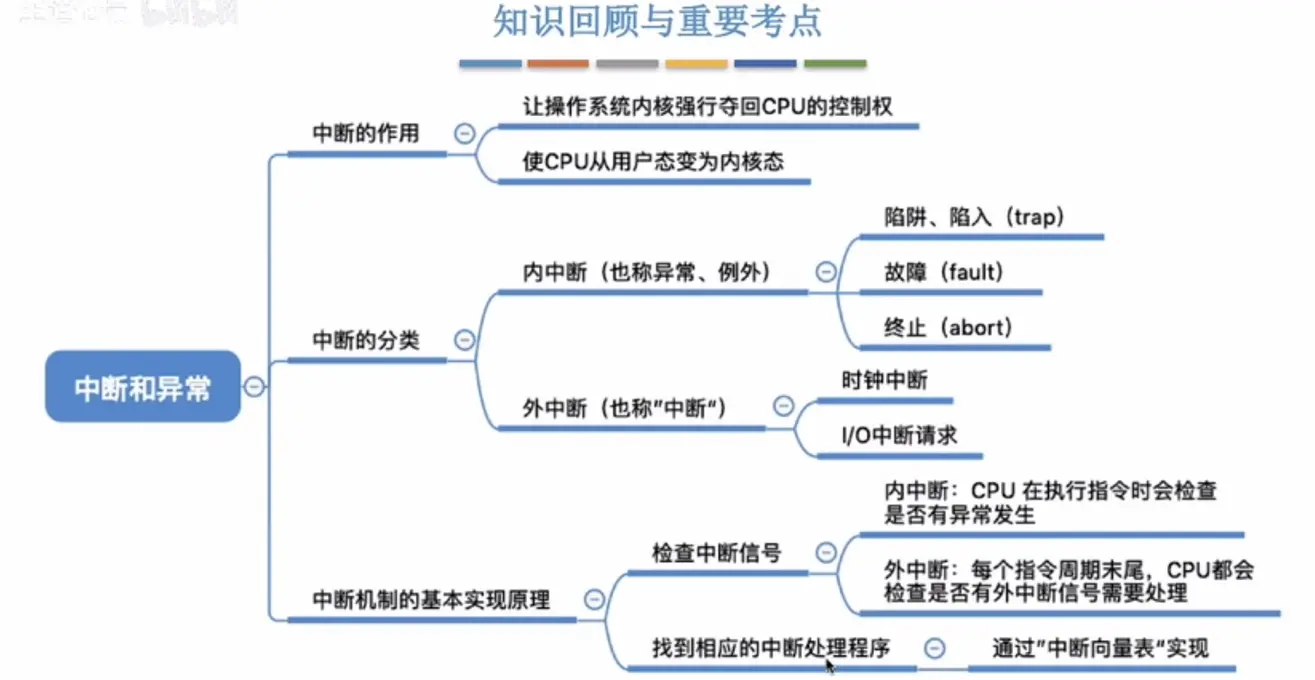 知识回顾与重要考点
让操作系统内核强行夺回CPU的控制权
中断的作用
使CPU从用户态变为内核态
陷阱、陷入（trap）
内中断（也称异常、例外）
故障（fault）
终止（abort）
中断的分类
中断和异常
外中断（也称”中断“）
时钟中断
I/O中断请求
内中断：CPU 在执行指令时会检查
是否有异常发生
检查中断信号
外中断：每个指令周期末尾，CPU都会
检查是否有外中断信号需要处理
中断机制的基本实现原理
找到相应的中断处理程序
通过”中断向量表“实现